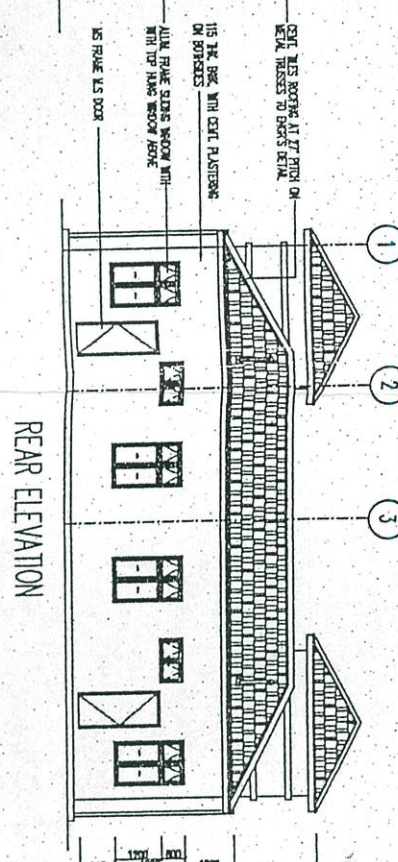 1
2
3
TILES ROOFING AT 27° PITCH ON
METAL TRUSSES TO ENGR'S DETAIL
115 THK. BRK. WITH CEME PLASTERING
ON BOTHSIDES
ALUM. FRAME SLIDING WINDOW WITH
WITH TOP HUNG WINDOW ABOVE
MS FRAME M.S DOOR
1200
800
REAR ELEVATION